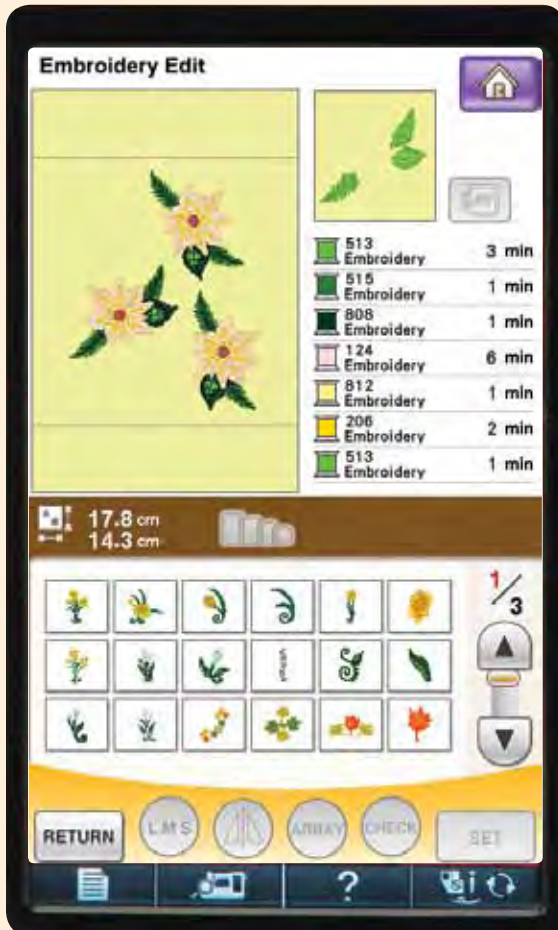 Embroidery Edit
513
Embroidery 3 min
515
Embroidery 1 min
808
Embroidery 1 min
124
Embroidery 6 min
812
Embroidery 1 min
206
Embroidery 2 min
513
Embroidery 1 min
17.8 cm
14.3 cm
1/3
RETURN
L M S
ARRAY
CHECK
SET
?